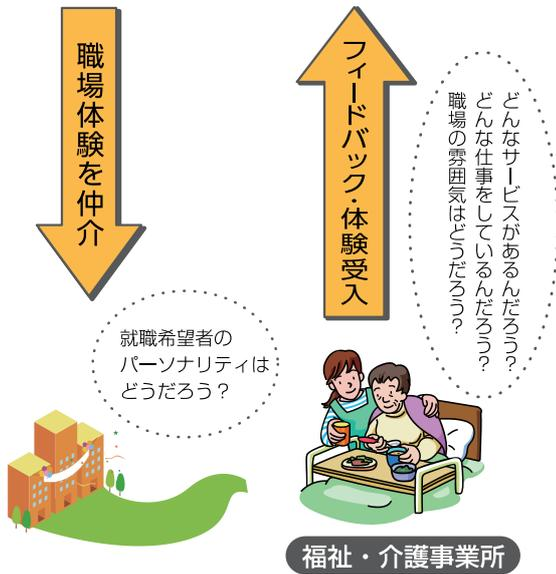 職場体験を仲介
フィードバック・体験受入
どんなサービスがあるんだろう？
どんな仕事をしているんだろう？
職場の雰囲気はどうだろう？
就職希望者の
パーソナリティは
どうだろう？
福祉・介護事業所